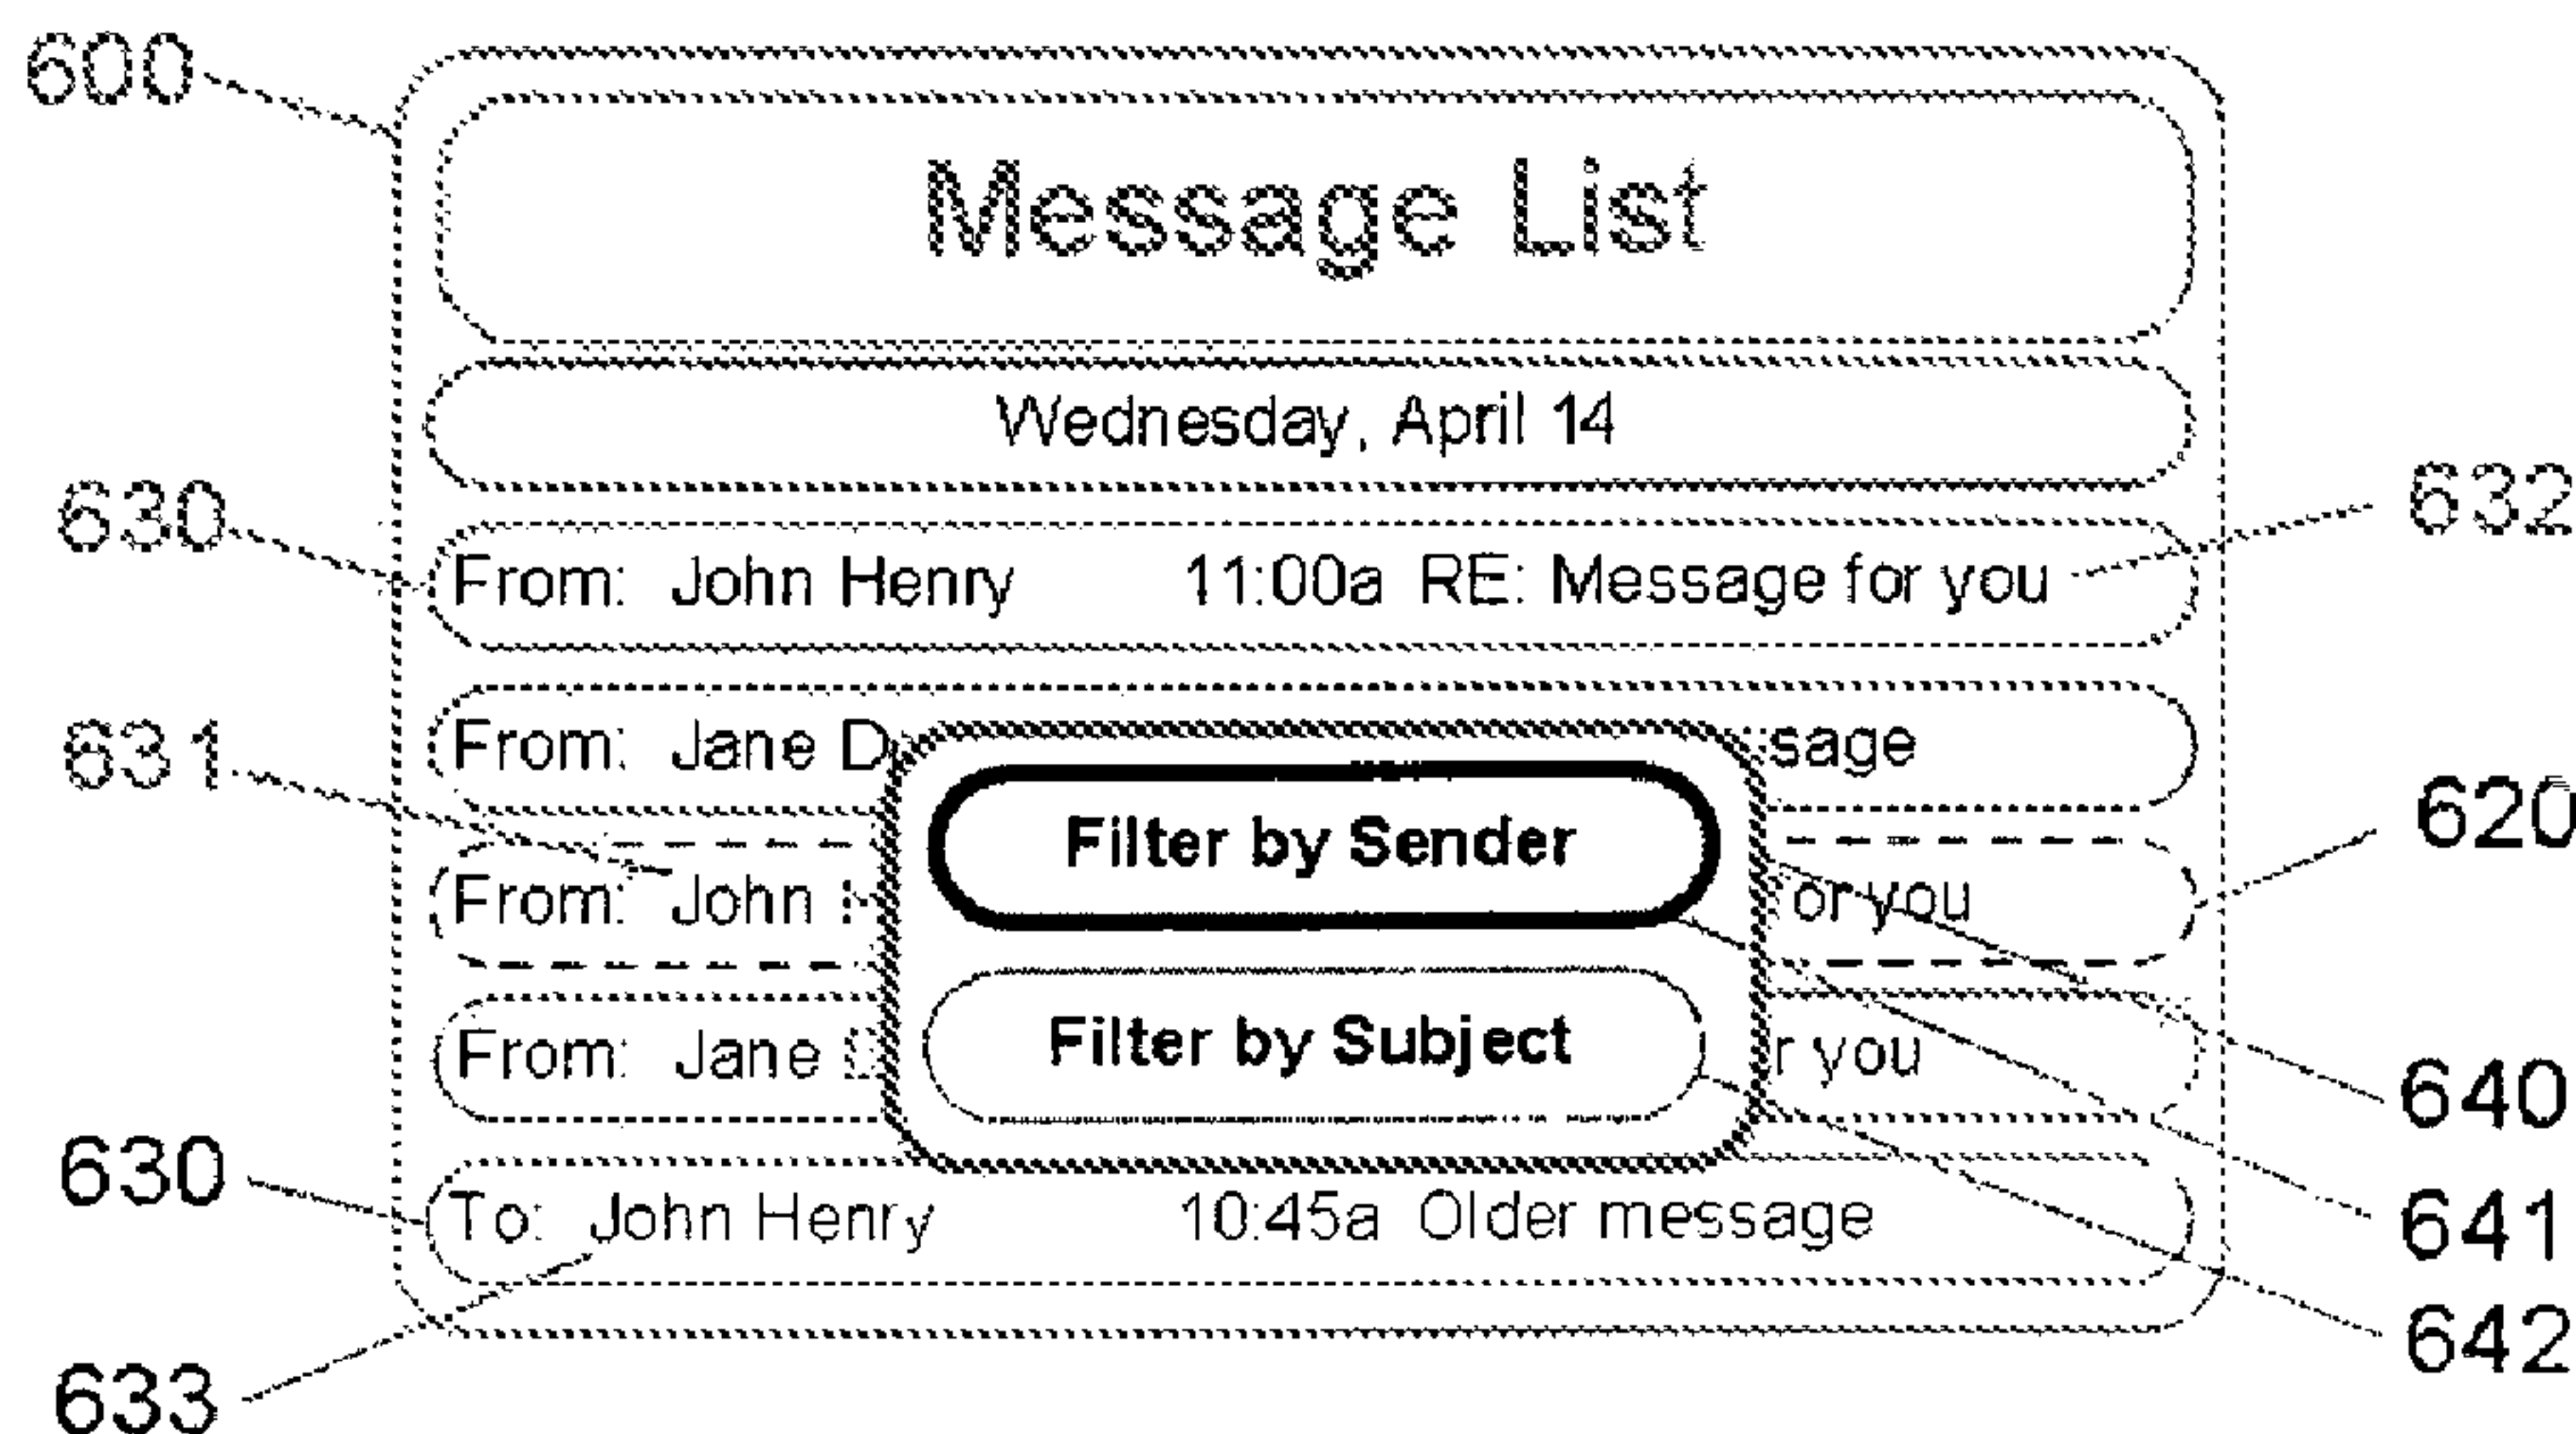 600
Message List
Wednesday, April 14
630
632
From: John Henry 11:00a RE: Message for you
631
From: Jane sage
Filter by Sender
620
From: John or you
From: Jane r you
Filter by Subject
640
630
To: John Henry 10:45a Older message
641
642
633